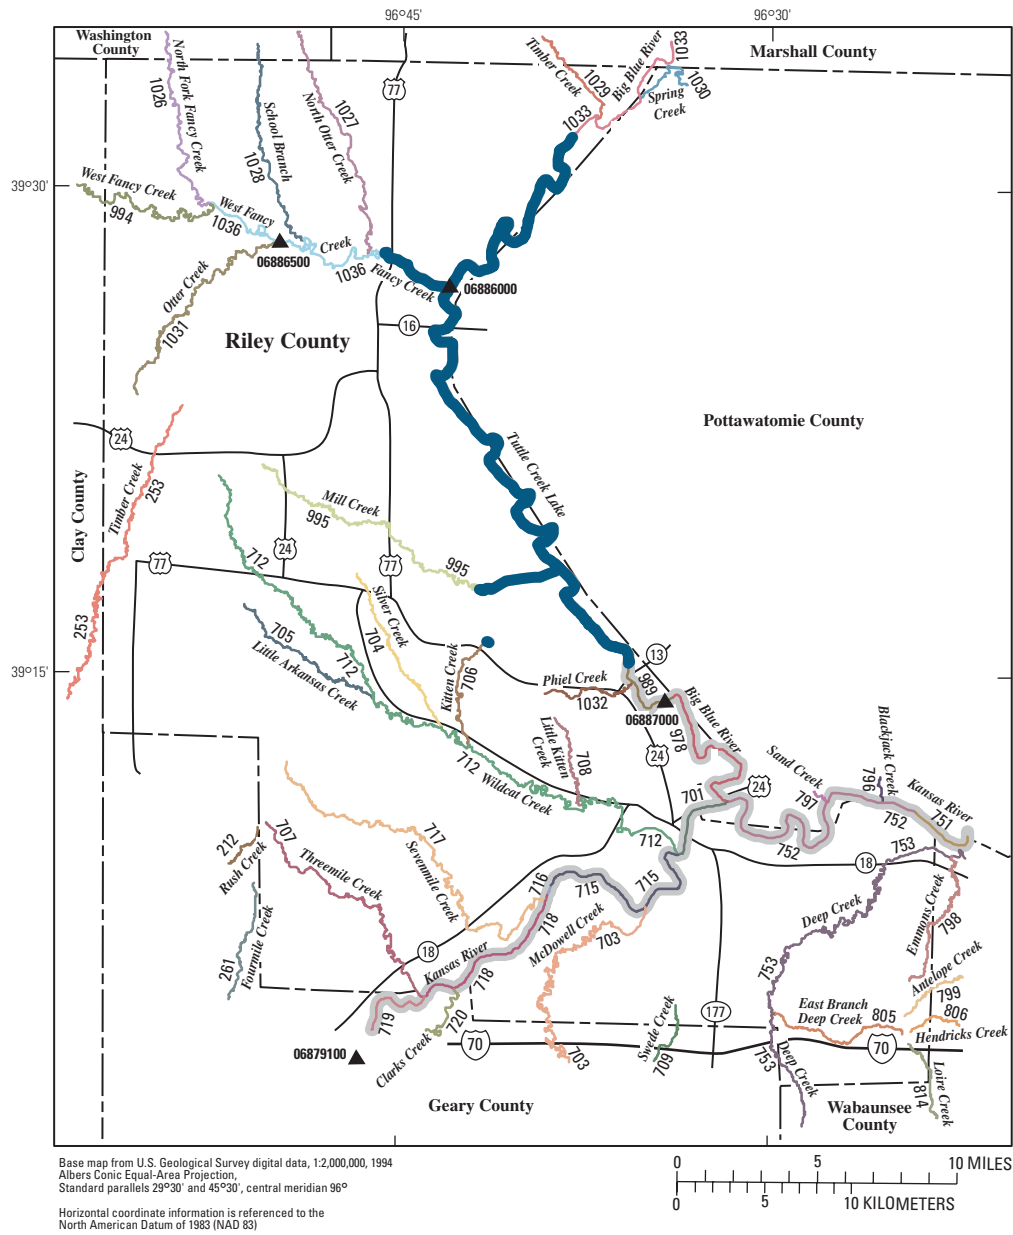 96°45'
96°30'
Washington
County
Marshall County
North Fork Fancy Creek
1026
School Branch
1028
North Otter Creek
1027
77
Timber Creek
1029
Big Blue River
1033
1033
Spring
Creek
1030
39°30'
West Fancy Creek
994
West Fancy
Creek
1036
1036
06886500
Fancy Creek
06886000
Otter Creek
1031
16
Riley County
Pottawatomie County
24
Clay County
Timber Creek
253
253
Mill Creek
995
995
Tuttle Creek Lake
24
77
77
712
Silver Creek
704
705
Little Arkansas Creek
712
39°15'
Kitten Creek
706
13
Phiel Creek
1032
989
06887000
Big Blue River
978
24
Little Kitten
Creek
708
712
Wildcat Creek
701
24
Sand Creek
797
Blackjack Creek
796
Kansas River
752
751
752
753
712
18
212
Rush Creek
707
Threemile Creek
717
Sevenmile Creek
716
715
715
718
McDowell Creek
703
Deep Creek
Emmons Creek
798
261
Fourmile Creek
18
Kansas River
718
753
Antelope Creek
799
719
720
Clarks Creek
06879100
70
703
Swede Creek
709
177
East Branch
Deep Creek
805
806
Hendricks Creek
70
753
Deep Creek
Loire Creek
814
Geary County
Wabaunsee
County
Base map from U.S. Geological Survey digital data, 1:2,000,000, 1994
Albers Conic Equal-Area Projection,
Standard parallels 29°30' and 45°30', central meridian 96°
Horizontal coordinate information is referenced to the
North American Datum of 1983 (NAD 83)
0 5 10 MILES
0 5 10 KILOMETERS